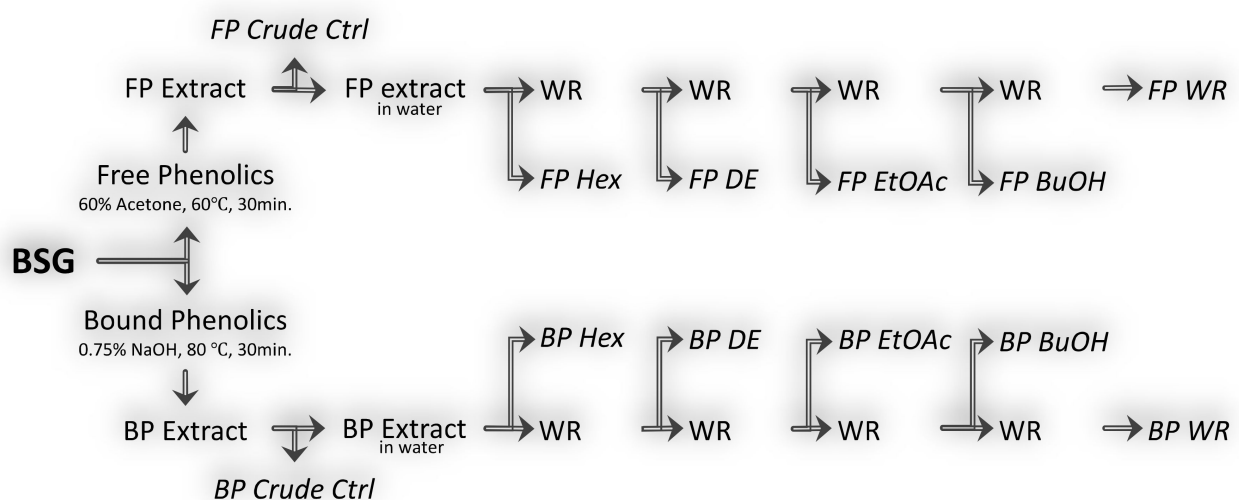 FP Crude Ctrl
FP Extract
FP extract
in water
WR
WR
WR
WR
FP WR
FP Hex
FP DE
FP EtOAc
FP BuOH
Free Phenolics
60% Acetone, 60℃, 30min.
BSG
Bound Phenolics
0.75% NaOH, 80 ℃, 30min.
BP Hex
BP DE
BP EtOAc
BP BuOH
BP Extract
BP Extract
in water
WR
WR
WR
WR
BP WR
BP Crude Ctrl